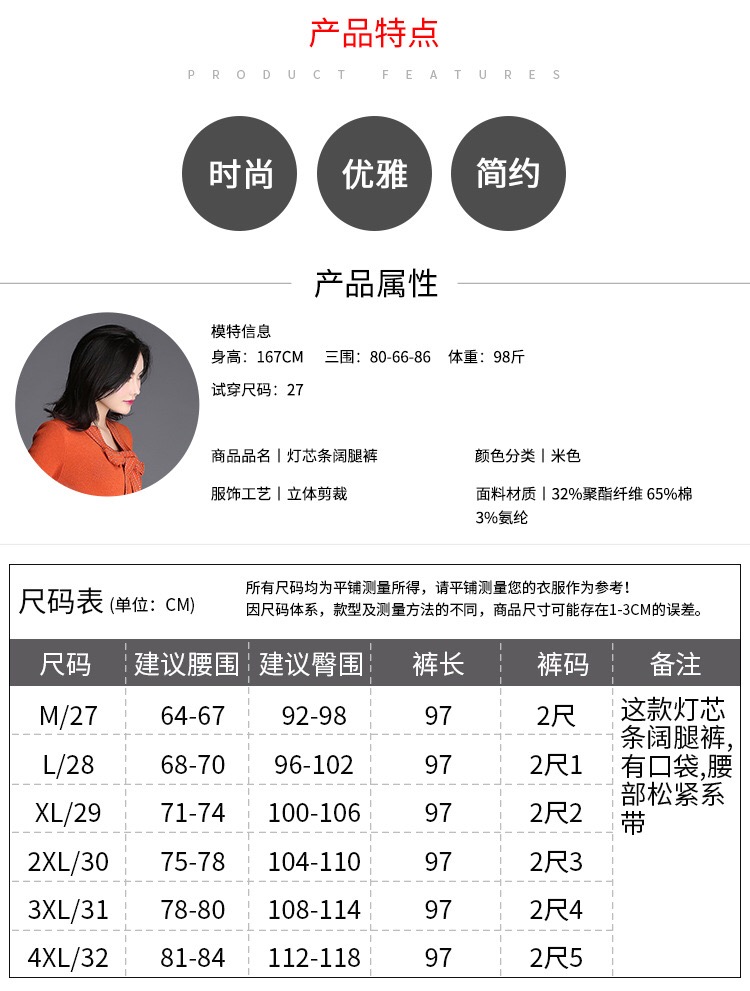 产品特点
PRODUCT FEATURES
时尚 优雅 简约
产品属性
模特信息
身高：167CM 三围：80-66-86 体重：98斤
试穿尺码：27
商品品名丨灯芯条阔腿裤 颜色分类丨米色
服饰工艺丨立体剪裁 面料材质丨32%聚酯纤维 65%棉
3%氨纶
尺码表 (单位：CM)
所有尺码均为平铺测量所得，请平铺测量您的衣服作为参考！
因尺码体系，款型及测量方法的不同，商品尺寸可能存在1-3CM的误差。
尺码 建议腰围 建议臀围 裤长 裤码 备注
M/27 64-67 92-98 97 2尺
L/28 68-70 96-102 97 2尺1
XL/29 71-74 100-106 97 2尺2
2XL/30 75-78 104-110 97 2尺3
3XL/31 78-80 108-114 97 2尺4
4XL/32 81-84 112-118 97 2尺5
这款灯芯
条阔腿裤,
有口袋,腰
部松紧系
带